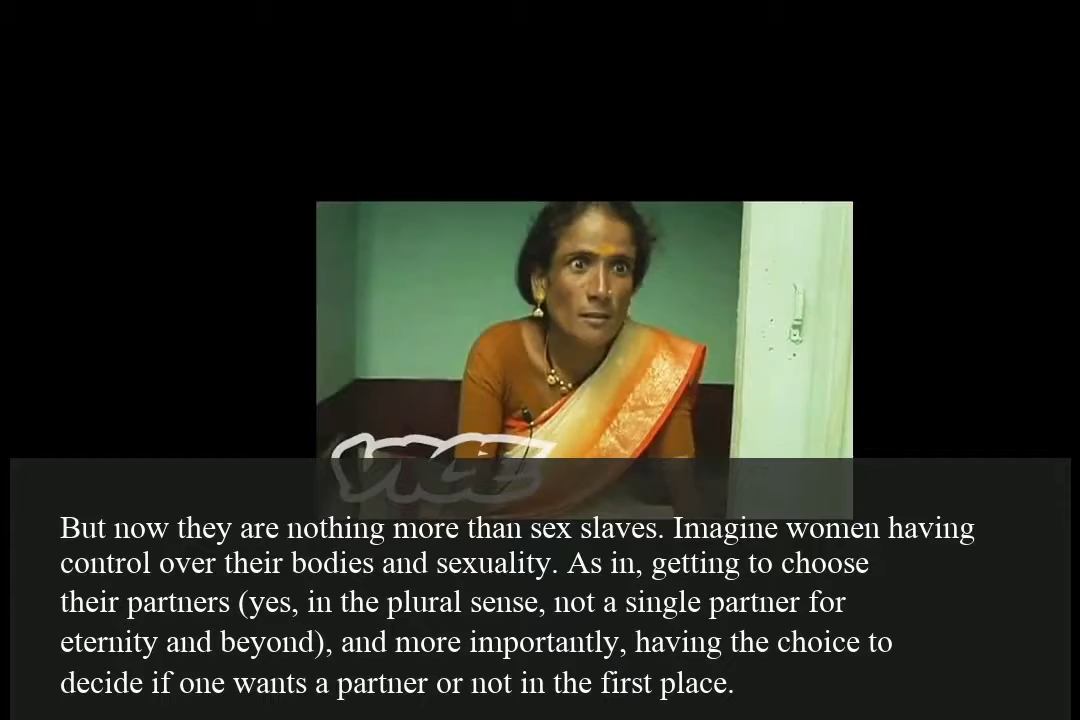 VICE
But now they are nothing more than sex slaves. Imagine women having
control over their bodies and sexuality. As in, getting to choose
their partners (yes, in the plural sense, not a single partner for
eternity and beyond), and more importantly, having the choice to
decide if one wants a partner or not in the first place.